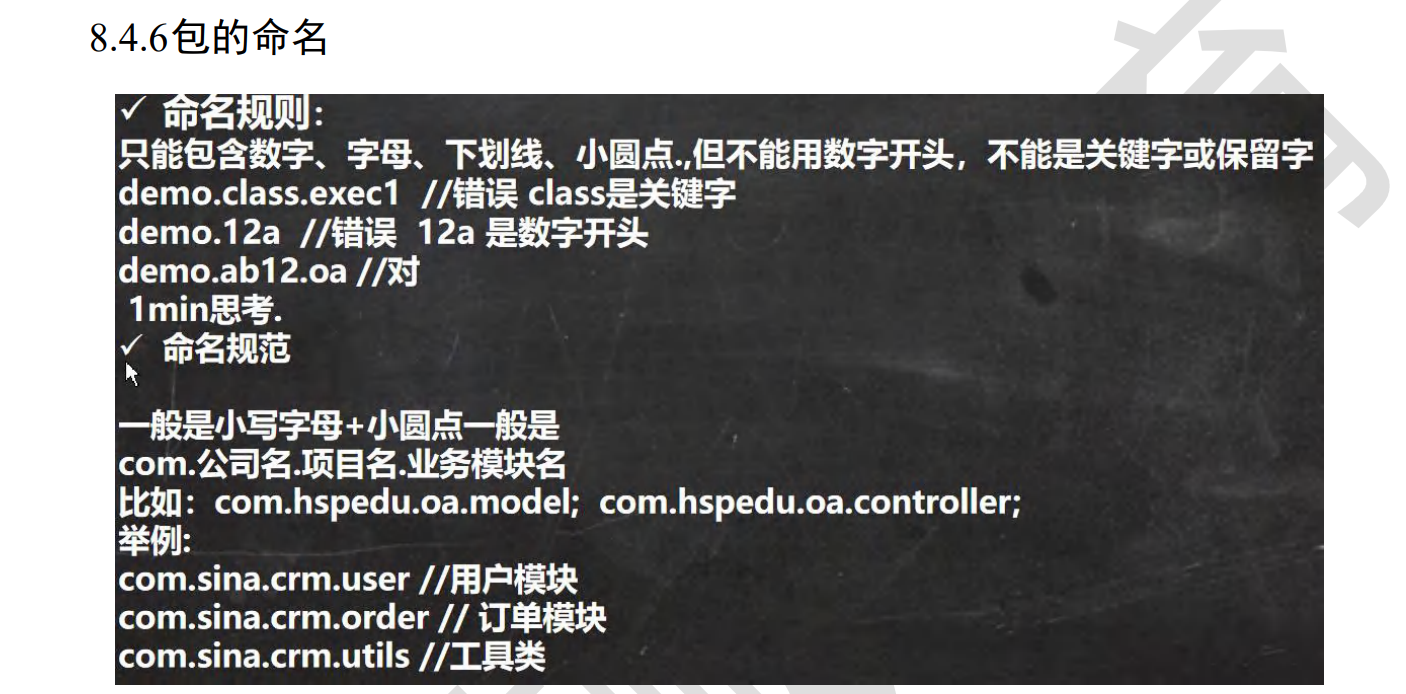 8.4.6包的命名
✓ 命名规则：
只能包含数字、字母、下划线、小圆点.,但不能用数字开头，不能是关键字或保留字
demo.class.exec1 //错误 class是关键字
demo.12a //错误 12a 是数字开头
demo.ab12.oa //对
1min思考.
✓ 命名规范
一般是小写字母+小圆点一般是
com.公司名.项目名.业务模块名
比如：com.hspedu.oa.model; com.hspedu.oa.controller;
举例:
com.sina.crm.user //用户模块
com.sina.crm.order // 订单模块
com.sina.crm.utils //工具类